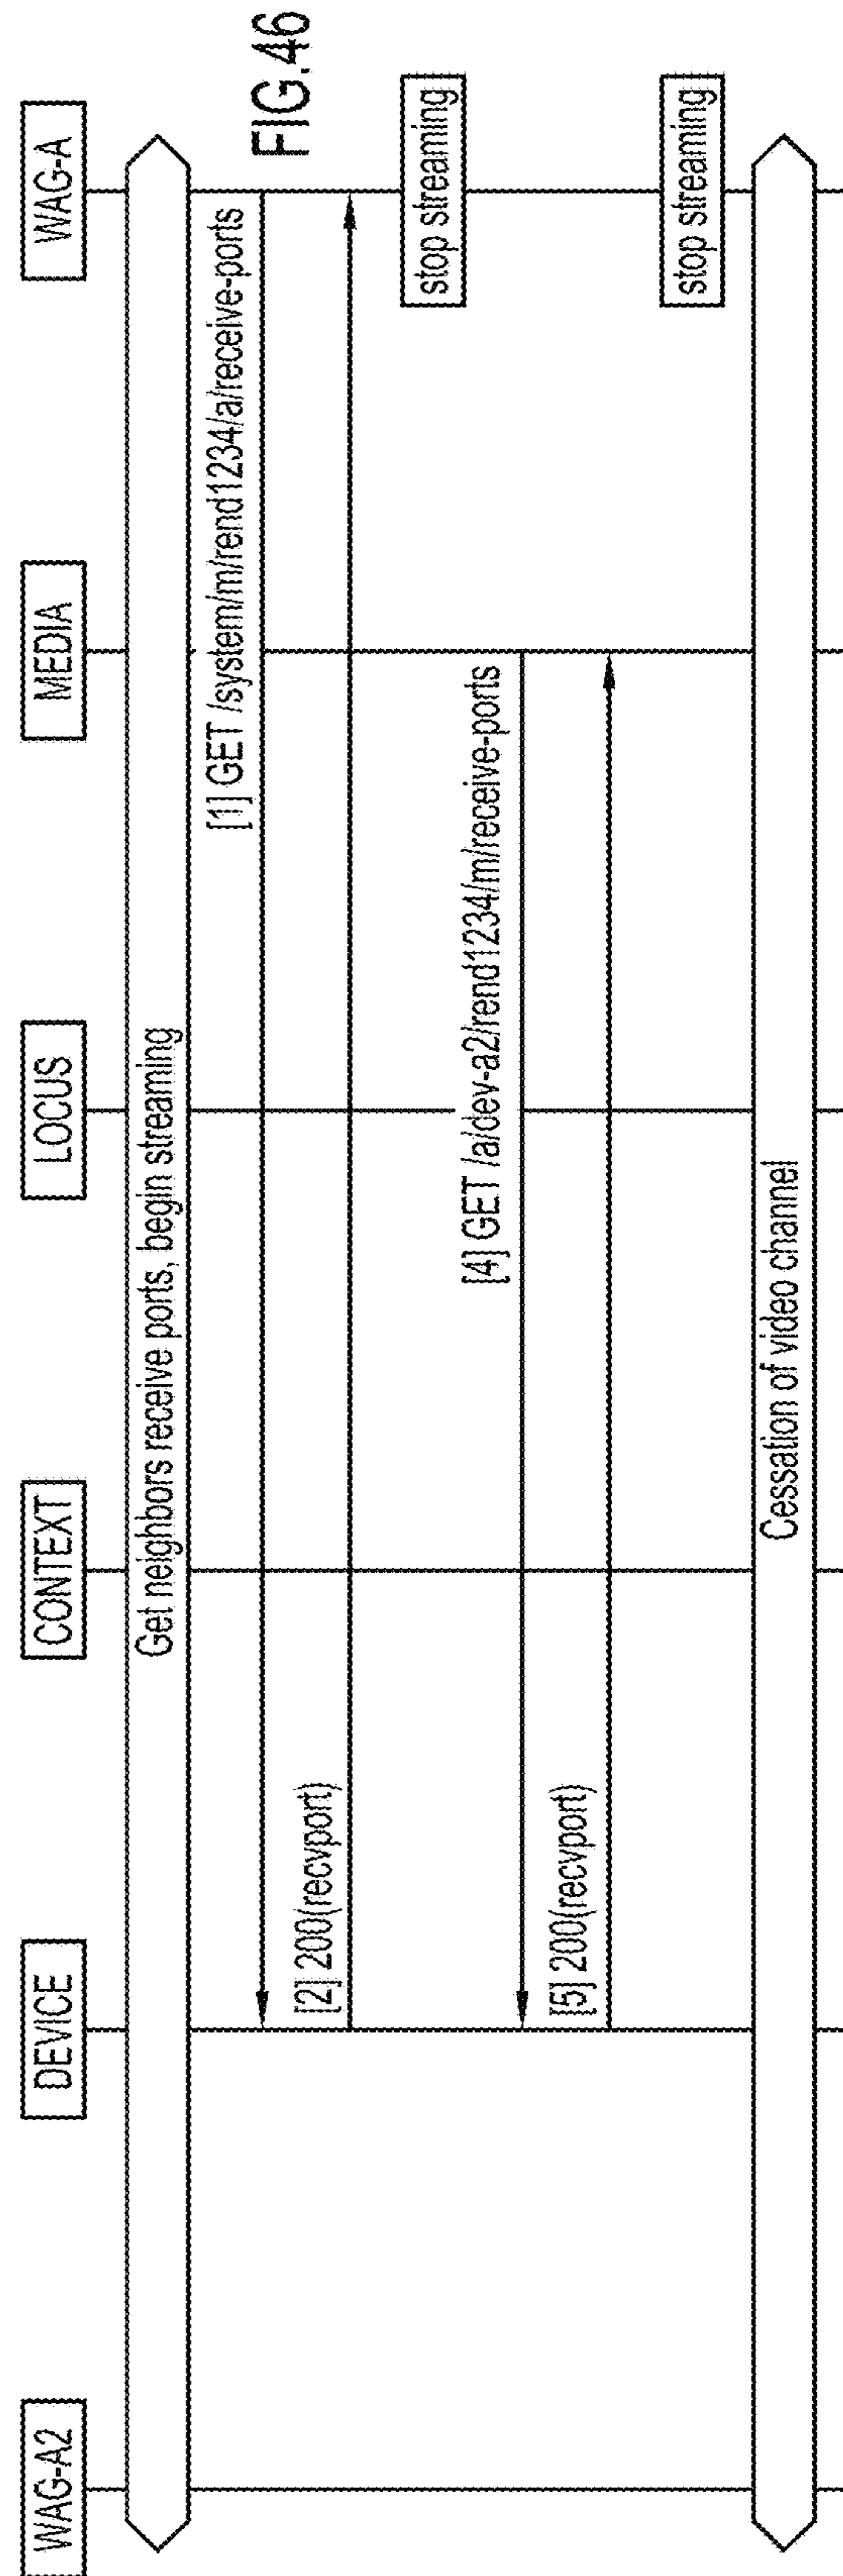 WAG-A2
DEVICE
CONTEXT
LOCUS
MEDIA
WAG-A
Get neighbors receive ports, begin streaming
[1] GET /system/m/rend1234/a/receive-ports
FIG.46
[2] 200(recvport)
stop streaming
[4] GET /a/dev-a2/rend1234/m/receive-ports
[5] 200(recvport)
stop streaming
Cessation of video channel